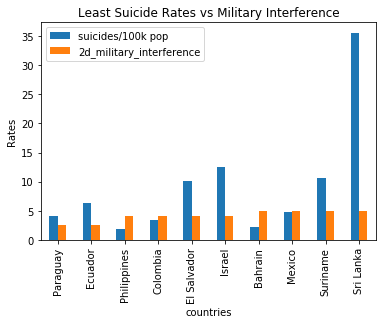 Least Suicide Rates vs Military Interference
suicides/100k pop
2d_military_interference
35
30
25
20
15
10
5
0
Rates
Paraguay
Ecuador
Philippines
Colombia
El Salvador
Israel
Bahrain
Mexico
Suriname
Sri Lanka
countries